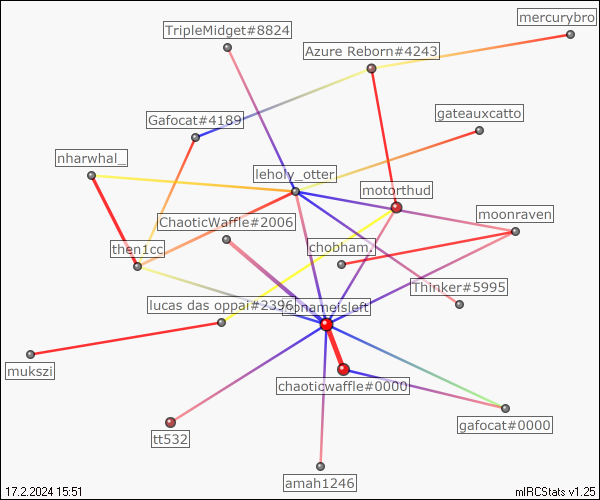 mercurybro
TripleMidget#8824
Azure Reborn#4243
gateauxcatto
Gafocat#4189
nharwhal_
leholy_otter
motorthud
moonraven
ChaoticWaffle#2006
chobham.
then1cc
Thinker#5995
lucas das oppai#2396
pnameisleft
mukszi
chaoticwaffle#0000
gafocat#0000
tt532
amah1246
17.2.2024 15:51
mIRCStats v1.25